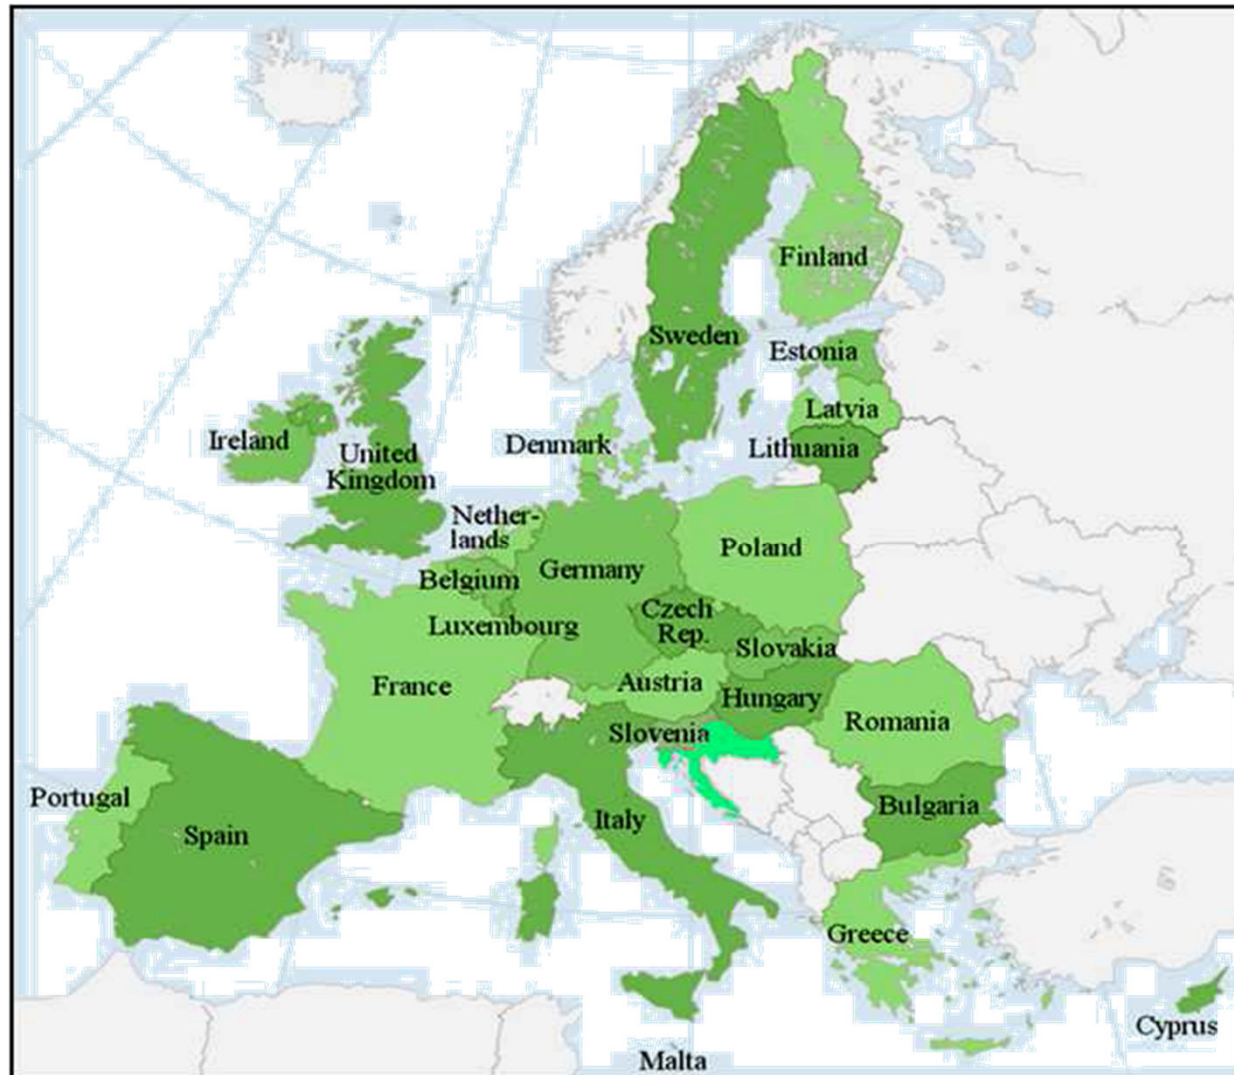 Finland
Sweden
Estonia
Latvia
Ireland
Denmark
Lithuania
United
Kingdom
Nether-
lands
Poland
Belgium
Germany
Czech
Rep.
Luxembourg
Slovakia
France
Austria
Hungary
Romania
Slovenia
Portugal
Bulgaria
Spain
Italy
Greece
Cyprus
Malta